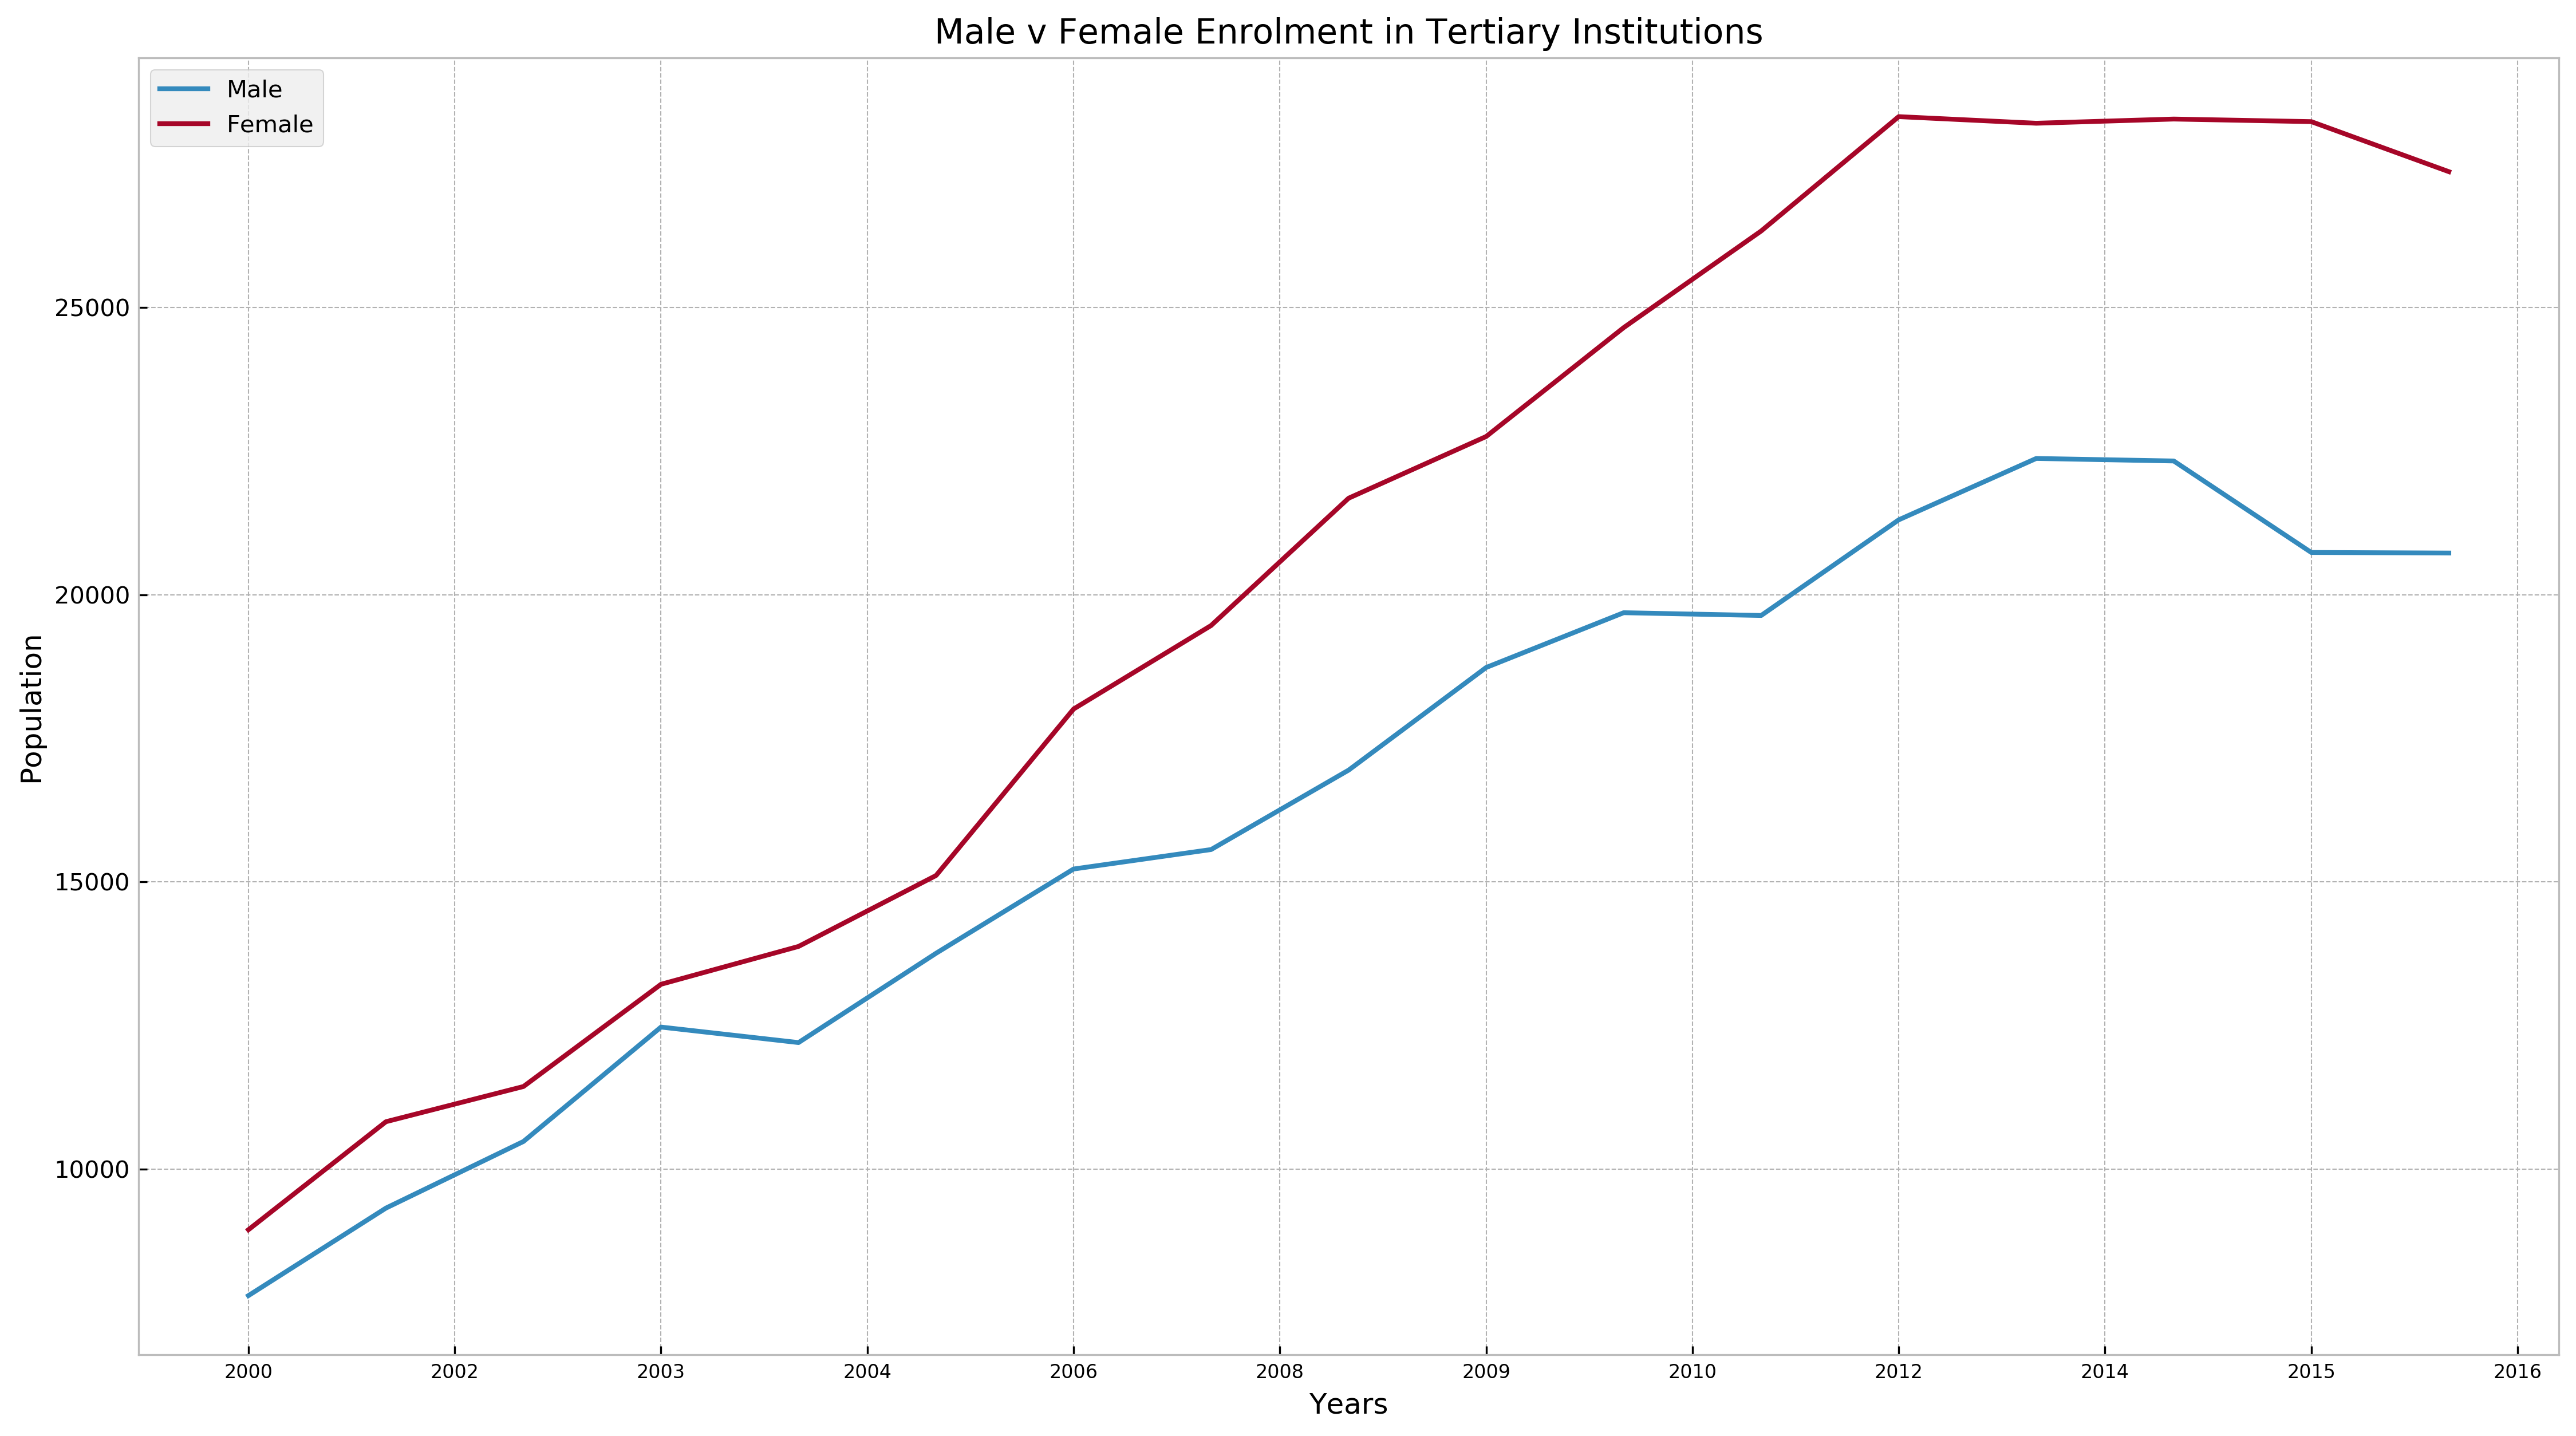 Male v Female Enrolment in Tertiary Institutions
Male
Female
25000
20000
15000
10000
Population
2000 2002 2003 2004 2006 2008 2009 2010 2012 2014 2015 2016
Years